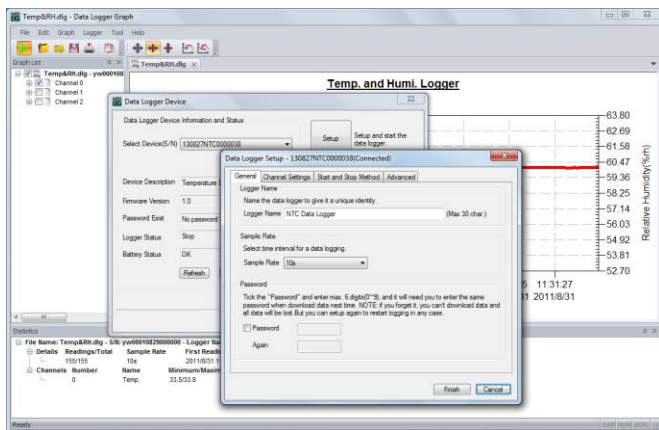 Temp&RH.dlg - Data Logger Graph
File Edit Graph Logger Tool Help
Graph List
Temp&RH.dlg - yw000108
Channel 0
Channel 1
Channel 2
Temp&RH.dlg
Temp. and Humi. Logger
63.80
62.69
61.58
60.47
59.36
58.25
57.14
56.03
54.92
53.81
52.70
Relative Humidity(%rh)
11:31:27
2011/8/31
Data Logger Device
Data Logger Device Information and Status
Select Device(S/N) 130827NTC0000038
Setup
Setup and start the
data logger.
Device Description Temperature
Firmware Version 1.0
Password Exist No password
Logger Status Stop
Battery Status OK
Refresh
Data Logger Setup - 130827NTC0000038(Connected)
General Channel Settings Start and Stop Method Advanced
Logger Name
Name the data logger to give it a unique identity.
Logger Name NTC Data Logger (Max 30 char.)
Sample Rate
Select time interval for a data logging.
Sample Rate 10s
Password
Tick the "Password" and enter max. 6 digits(0~9), and it will need you to enter the same
password when download data next time. NOTE: if you forget it, you can't download data and
all data will be lost.But you can setup again to restart logging in any case.
Password
Again
Finish Cancel
Statistics
File Name: Temp&RH.dlg - S/N: yw00010829000000 - Logger Na
Details Readings/Total Sample Rate First Readi
155/155 10s 2011/8/31 1
Channels Number Name Minimum/Maxim
0 Temp. 33.5/33.8
Ready
CAP NUM SCRL